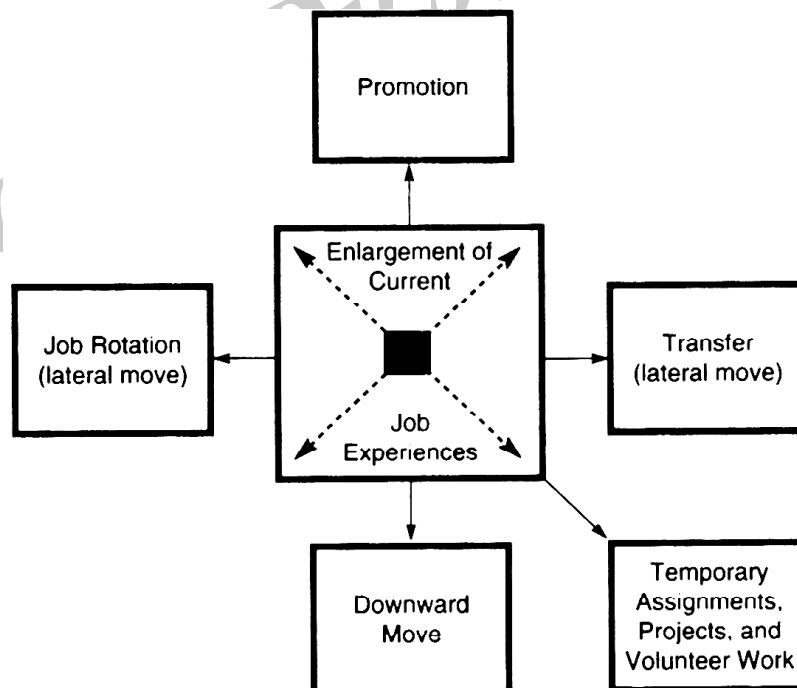 Promotion
Enlargement of
Current
Job Rotation
(lateral move)
Transfer
(lateral move)
Job
Experiences
Downward
Move
Temporary
Assignments,
Projects, and
Volunteer Work